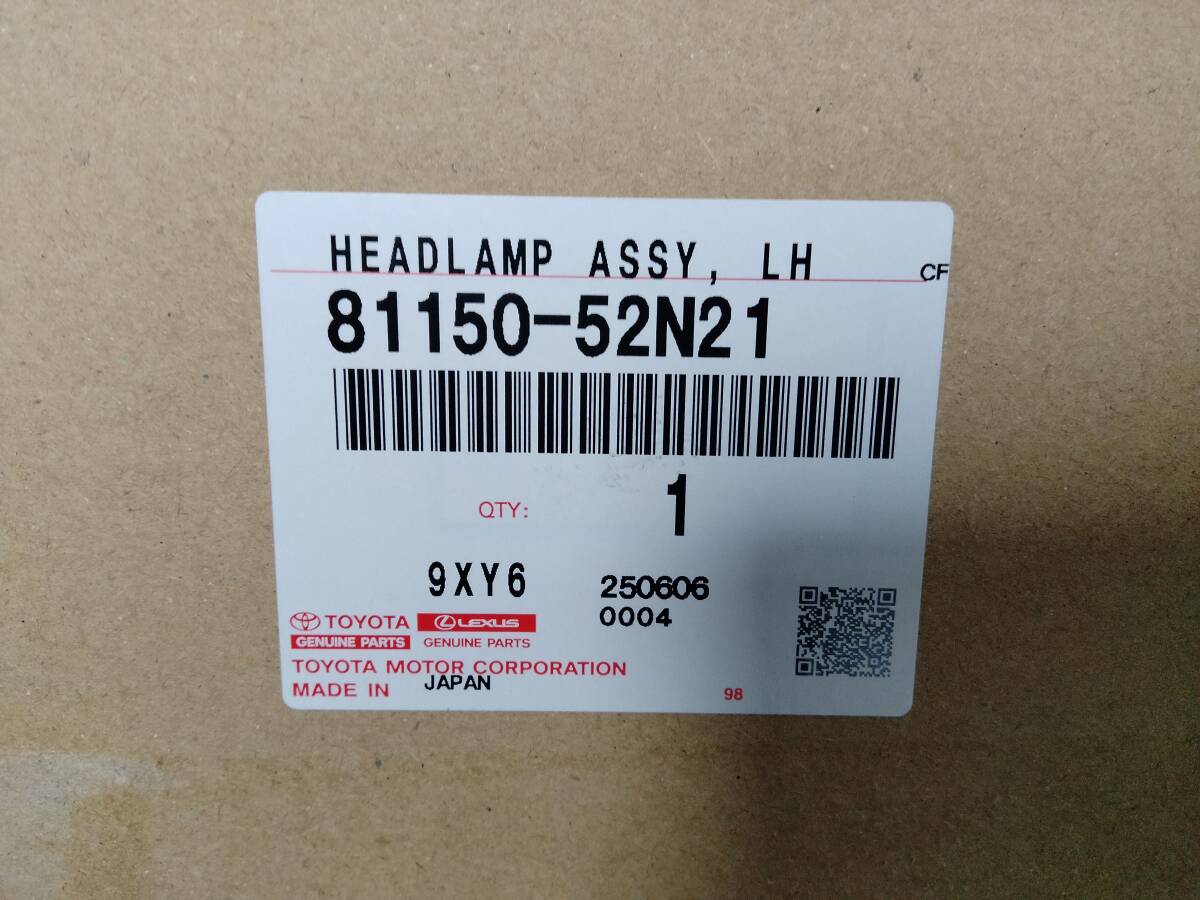 HEADLAMP ASSY, LH
CF
81150-52N21
QTY: 1
9XY6 250606
0004
TOYOTA LEXUS
GENUINE PARTS GENUINE PARTS
TOYOTA MOTOR CORPORATION
MADE IN JAPAN
98